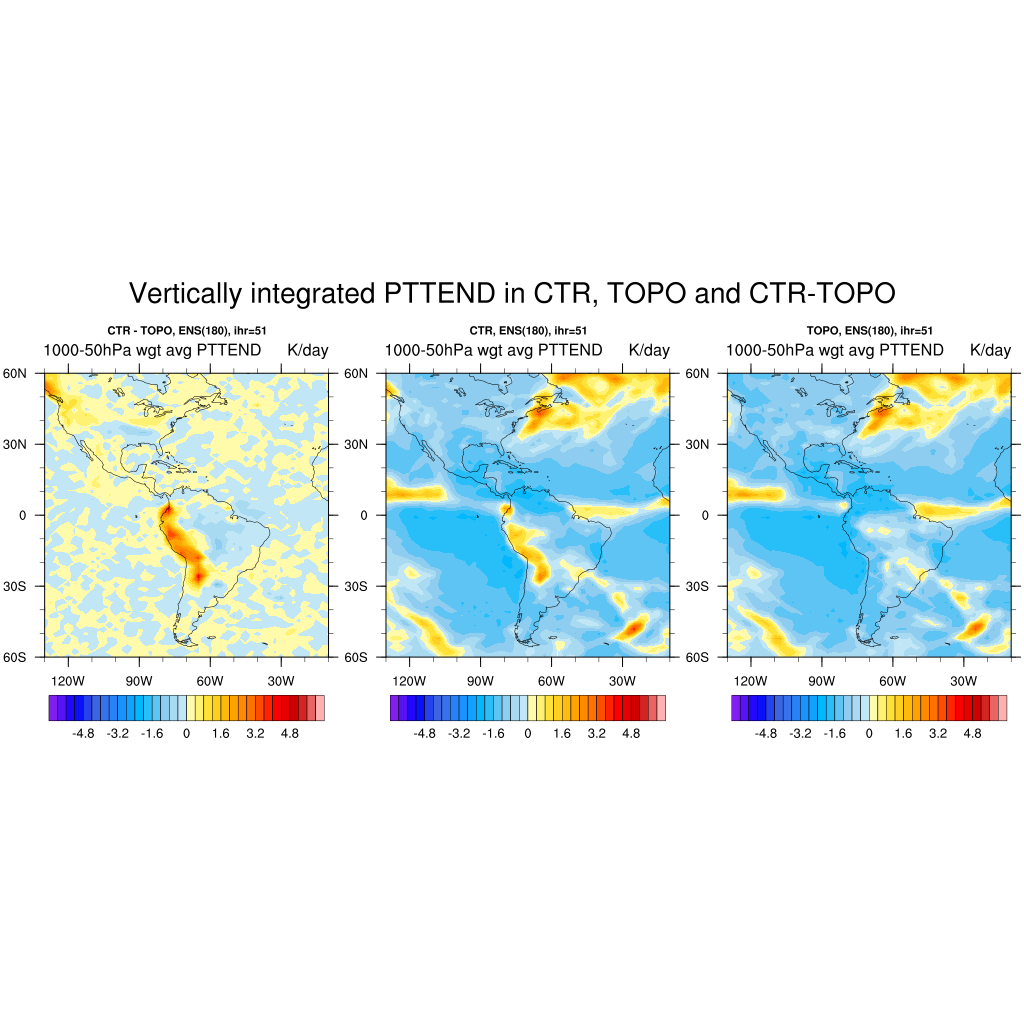 Vertically integrated PTTEND in CTR, TOPO and CTR-TOPO
CTR - TOPO, ENS(180), ihr=51
1000-50hPa wgt avg PTTEND K/day
60N
30N
0
30S
60S
120W 90W 60W 30W
-4.8 -3.2 -1.6 0 1.6 3.2 4.8
CTR, ENS(180), ihr=51
1000-50hPa wgt avg PTTEND K/day
60N
30N
0
30S
60S
120W 90W 60W 30W
-4.8 -3.2 -1.6 0 1.6 3.2 4.8
TOPO, ENS(180), ihr=51
1000-50hPa wgt avg PTTEND K/day
60N
30N
0
30S
60S
120W 90W 60W 30W
-4.8 -3.2 -1.6 0 1.6 3.2 4.8